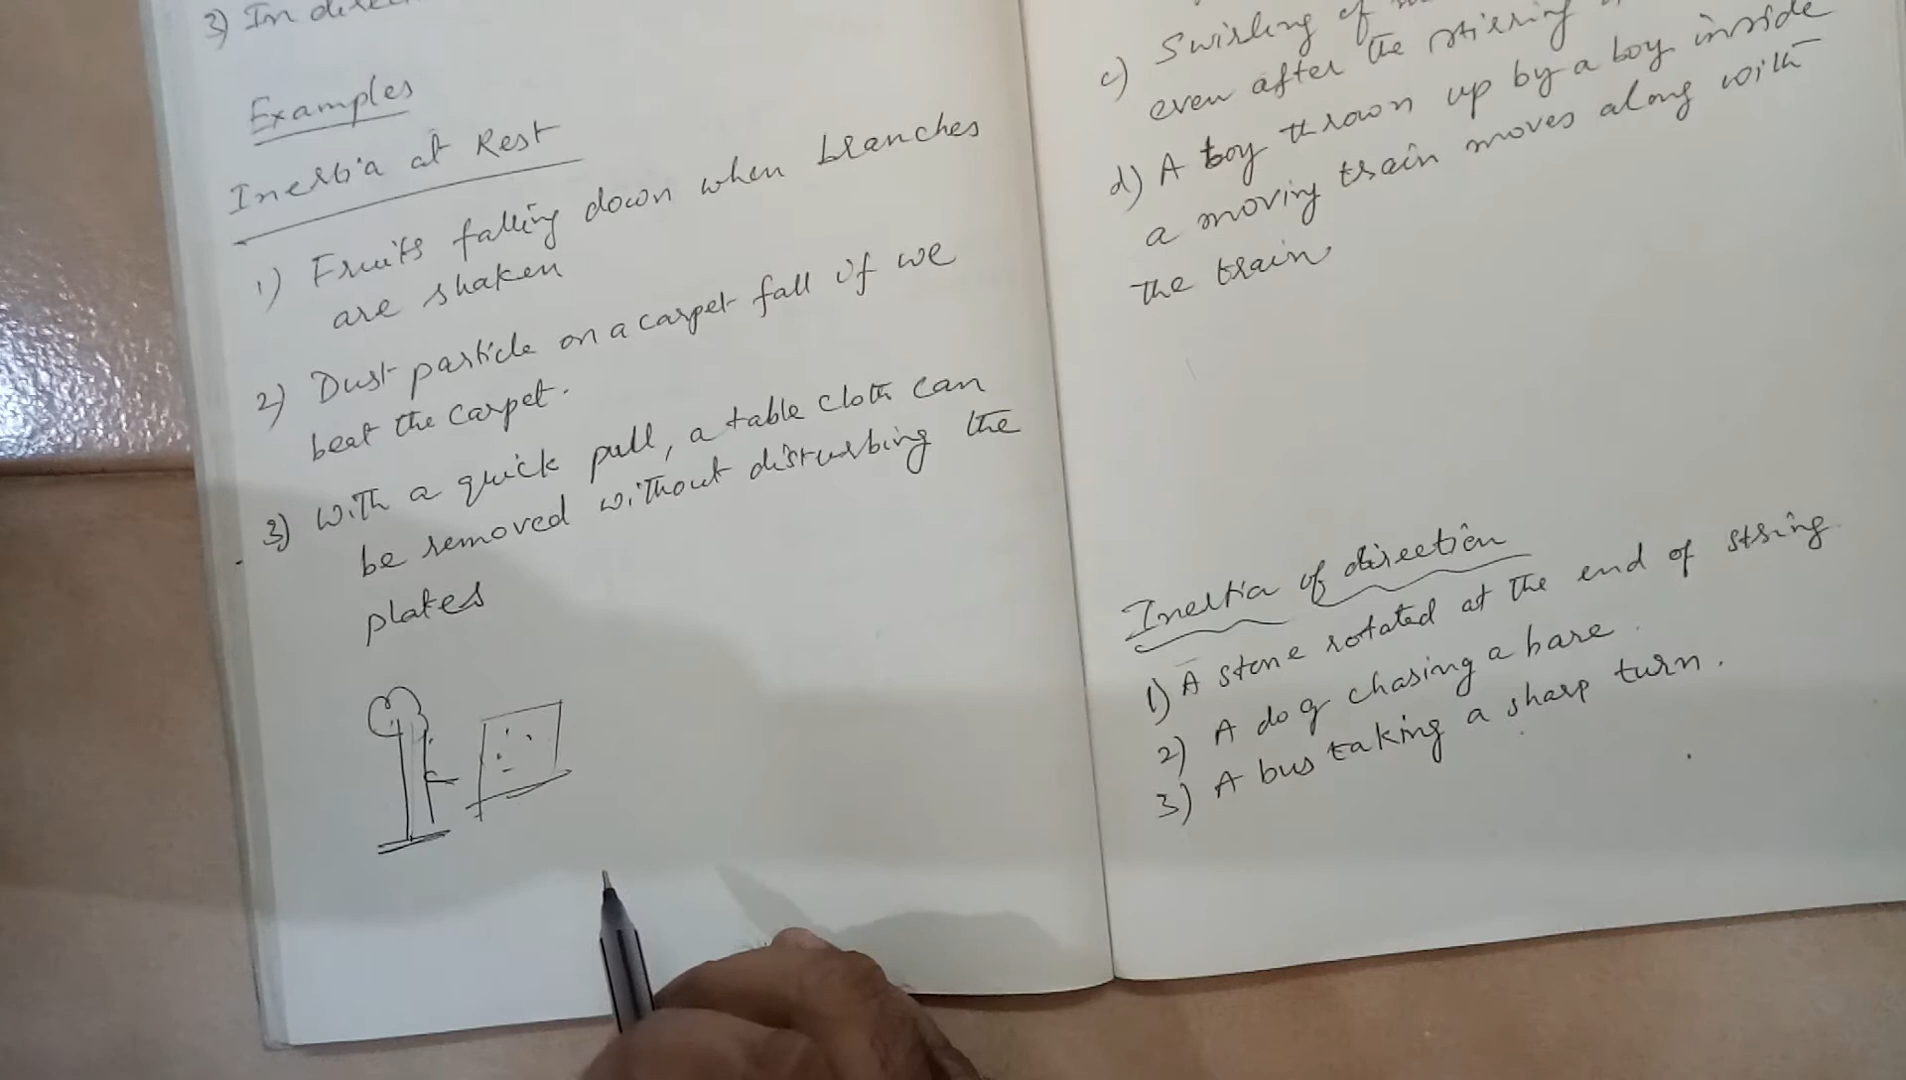 3) In
Examples
Inertia at Rest
1) Fruits falling down when branches
are shaken
2) Dust particle on a carpet fall if we
beat the carpet.
3) With a quick pull, a table cloth can
be removed without disturbing the
plates
c) Swirling of
even after the stirring
d) A boy thrown up by a boy inside
a moving train moves along with
the train
Inertia of direction
1) A stone rotated at the end of string
2) A dog chasing a hare.
3) A bus taking a sharp turn.